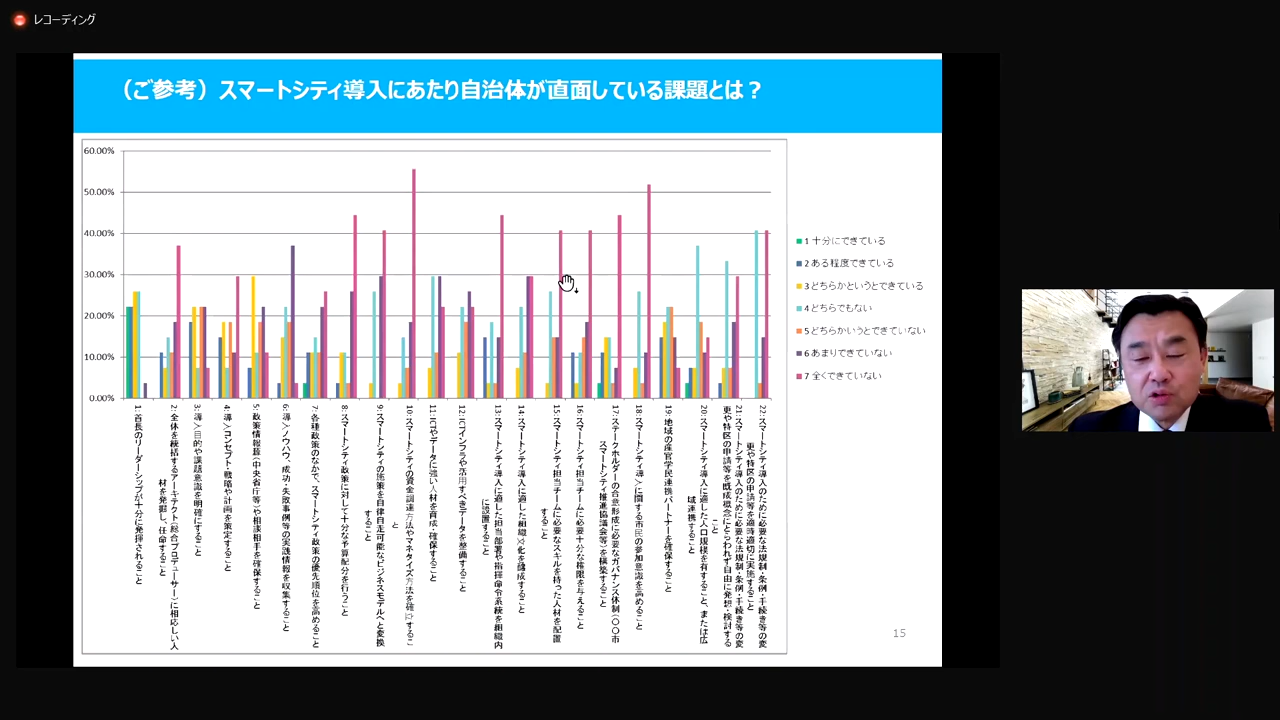 レコーディング
（ご参考）スマートシティ導入にあたり自治体が直面している課題とは？
60.00%
50.00%
40.00%
30.00%
20.00%
10.00%
0.00%
1 十分にできている
2 ある程度できている
3 どちらかというとできている
4 どちらでもない
5 どちらかいうとできていない
6 あまりできていない
7 全くできていない
1：首長のリーダーシップが十分に発揮されること
2：全体を統括するアーキテクト（総合プロデューサー）に相応しい人
材を発掘し、任命すること
3：導入目的や課題意識を明確にすること
4：導入コンセプト・戦略や計画を策定すること
5：政策情報群（中央省庁等）や相談相手を確保すること
6：導入ノウハウ、成功・失敗事例等の実践情報を収集すること
7：各種政策のなかで、スマートシティ政策の優先順位を高めること
8：スマートシティ政策に対して十分な予算配分を行うこと
9：スマートシティの施策を自律自走可能なビジネスモデルへと変換
すること
10：スマートシティの資金調達方法やマネタイズ方法を確立するこ
と
11：ICTやデータに強い人材を育成・確保すること
12：ICTインフラや活用すべきデータを整備すること
13：スマートシティ導入に適した担当部署や指揮命令系統を組織内
に設置すること
14：スマートシティ導入に適した組織文化を醸成すること
15：スマートシティ担当チームに必要なスキルを持った人材を配置
すること
16：スマートシティ担当チームに必要十分な権限を与えること
17：ステークホルダーの合意形成に必要なガバナンス体制（〇〇市
スマートシティ推進協議会等）を構築すること
18：スマートシティ導入に関する市民の参加意識を高めること
19：地域の産官学民連携パートナーを確保すること
20：スマートシティ導入に適した人口規模を有すること、または広
域連携すること
21：スマートシティ導入のために必要な法規制・条例・手続き等の変
更や特区の申請等を既成概念にとらわれず自由に発想・検討する
こと
22：スマートシティ導入のために必要な法規制・条例・手続き等の変
更や特区の申請等を適時適切に実施すること
15